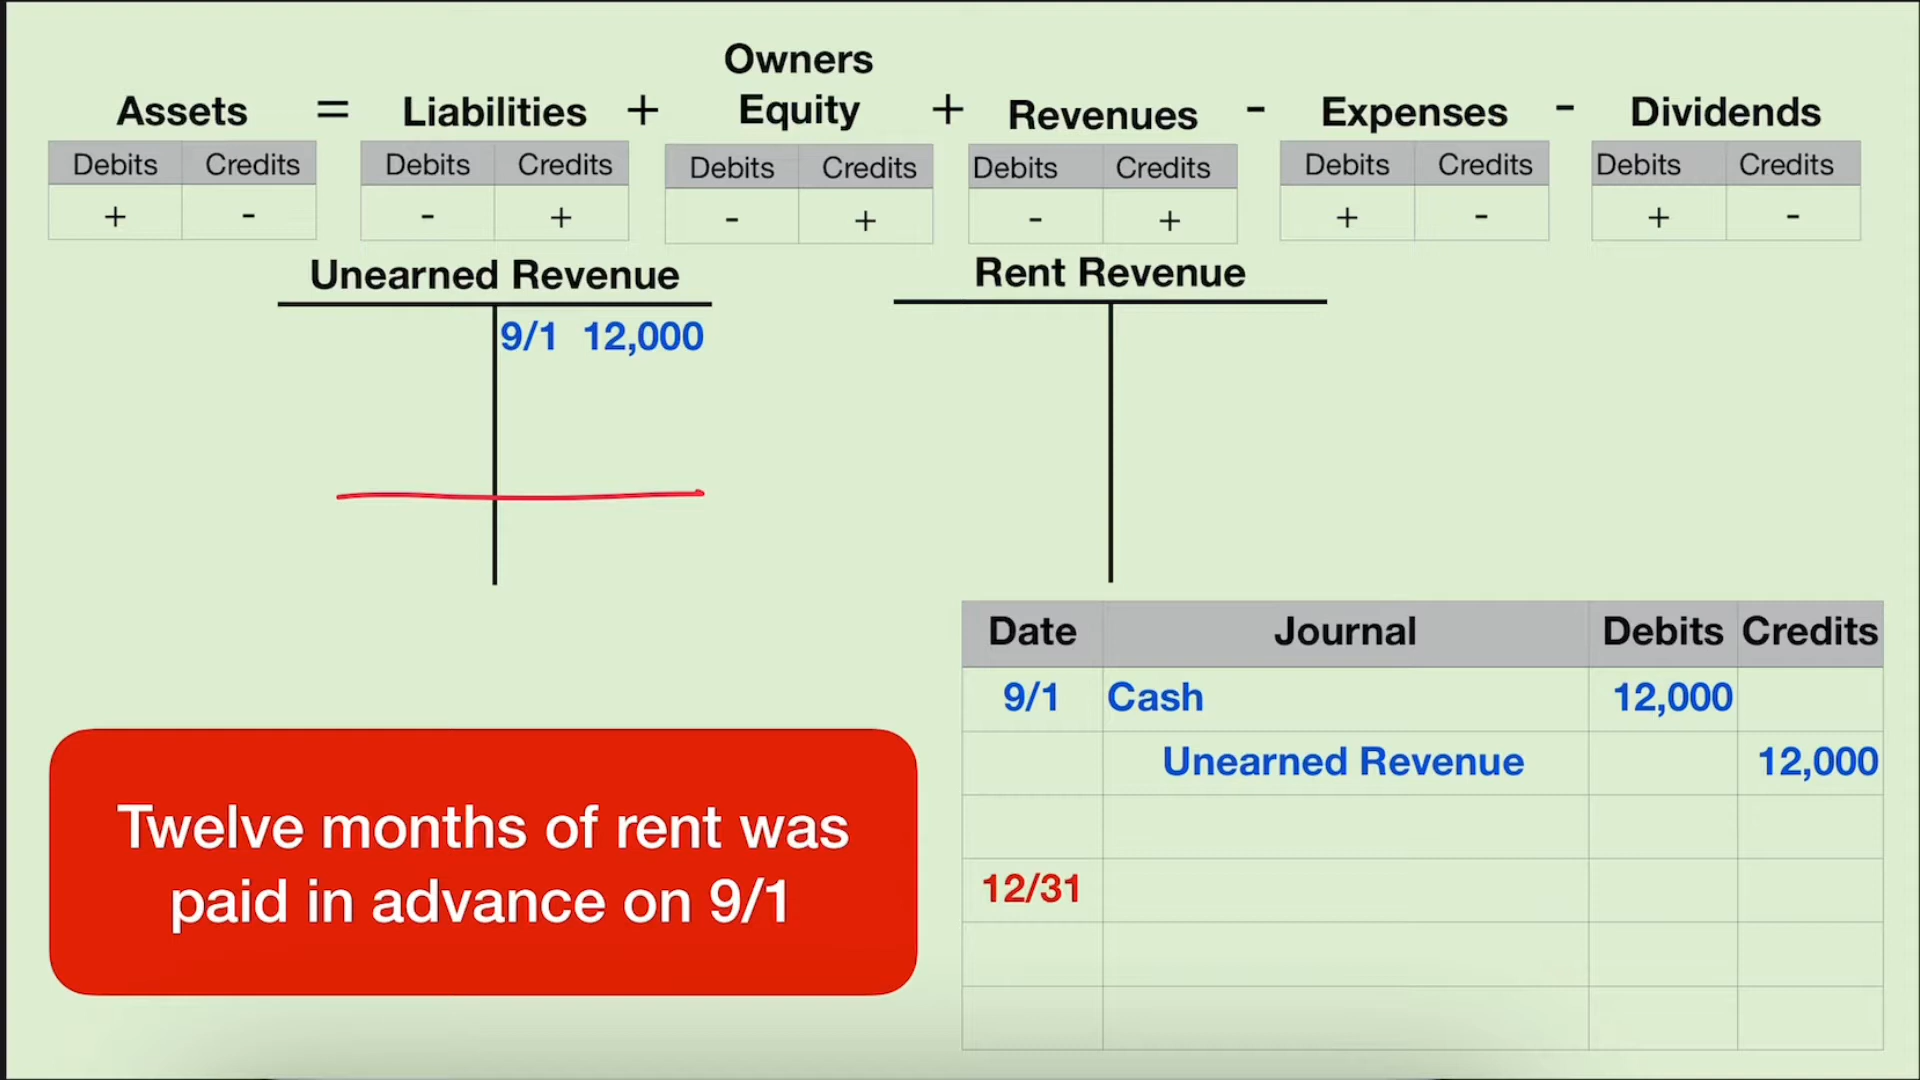 Assets = Liabilities + Owners Equity + Revenues - Expenses - Dividends
Debits Credits Debits Credits Debits Credits Debits Credits Debits Credits Debits Credits
+ - - + - + - + + - + -
Unearned Revenue
9/1 12,000
Rent Revenue
Date Journal Debits Credits
9/1 Cash 12,000
Unearned Revenue 12,000
12/31
Twelve months of rent was
paid in advance on 9/1